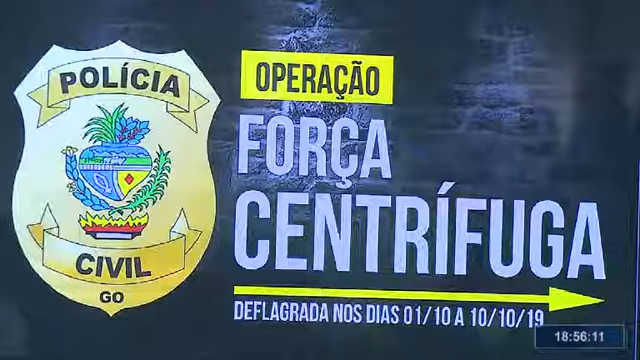 POLÍCIA
CIVIL
GO
OPERAÇÃO
FORÇA
CENTRÍFUGA
DEFLAGRADA NOS DIAS 01/10 A 10/10/19
18:56:11